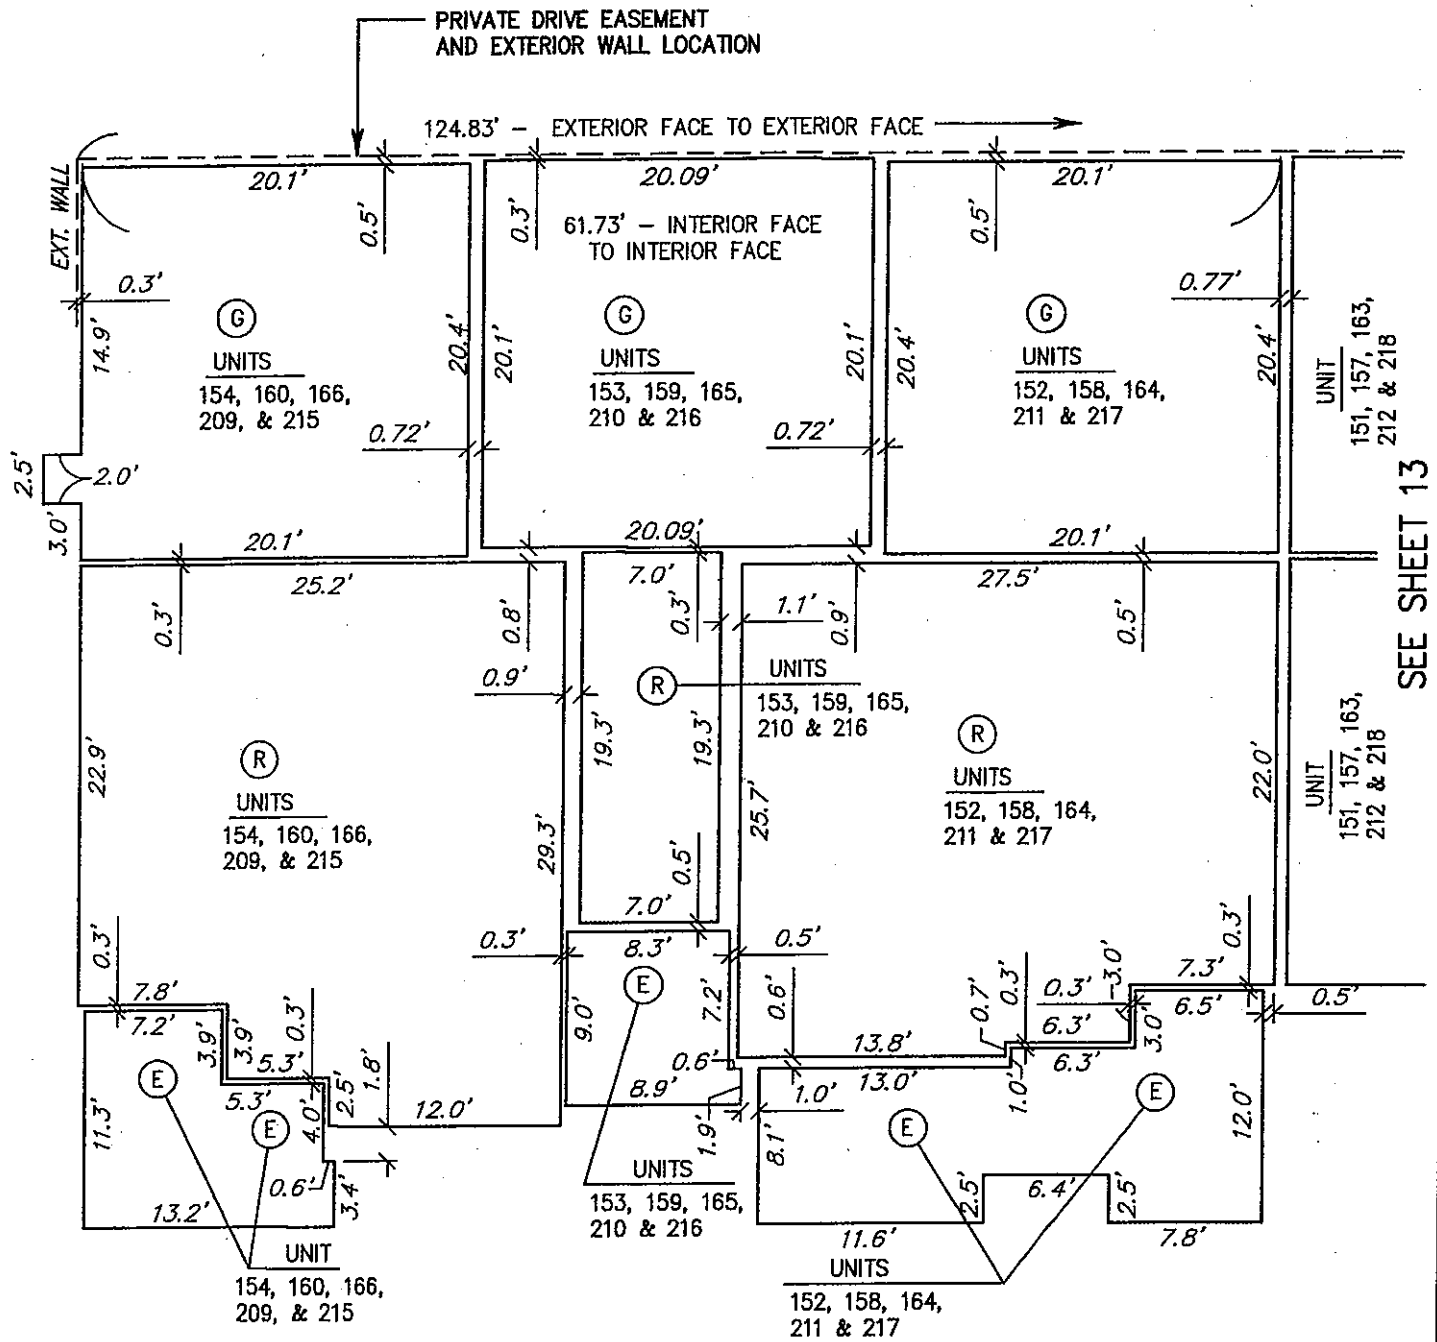 PRIVATE DRIVE EASEMENT
AND EXTERIOR WALL LOCATION
124.83' - EXTERIOR FACE TO EXTERIOR FACE
EXT. WALL
20.1'
0.5'
0.3'
20.09'
61.73' - INTERIOR FACE
TO INTERIOR FACE
20.1'
0.5'
0.3'
0.77'
G
UNITS
154, 160, 166,
209, & 215
14.9'
20.4'
20.1'
G
UNITS
153, 159, 165,
210 & 216
20.1'
20.4'
G
UNITS
152, 158, 164,
211 & 217
20.4'
UNIT
151, 157, 163,
212 & 218
0.72'
0.72'
2.5'
2.0'
3.0'
20.1'
20.09'
20.1'
SEE SHEET 13
25.2'
0.3'
0.8'
7.0'
0.3'
1.1'
0.9'
27.5'
0.5'
0.9'
R
UNITS
153, 159, 165,
210 & 216
22.9'
R
UNITS
154, 160, 166,
209, & 215
29.3'
19.3'
19.3'
25.7'
R
UNITS
152, 158, 164,
211 & 217
22.0'
UNIT
151, 157, 163,
212 & 218
0.5'
7.0'
0.3'
0.3'
8.3'
0.5'
E
9.0'
7.2'
0.6'
0.7'
0.3'
0.3'
3.0'
7.3'
0.3'
6.5'
0.5'
7.8'
7.2'
3.9'
3.9'
0.3'
5.3'
5.3'
2.5'
1.8'
12.0'
0.6'
8.9'
1.9'
13.8'
13.0'
1.0'
6.3'
6.3'
3.0'
1.0'
E
11.3'
E
4.0'
0.6'
3.4'
13.2'
UNIT
154, 160, 166,
209, & 215
UNITS
153, 159, 165,
210 & 216
8.1'
E
E
12.0'
2.5'
6.4'
2.5'
11.6'
7.8'
UNITS
152, 158, 164,
211 & 217